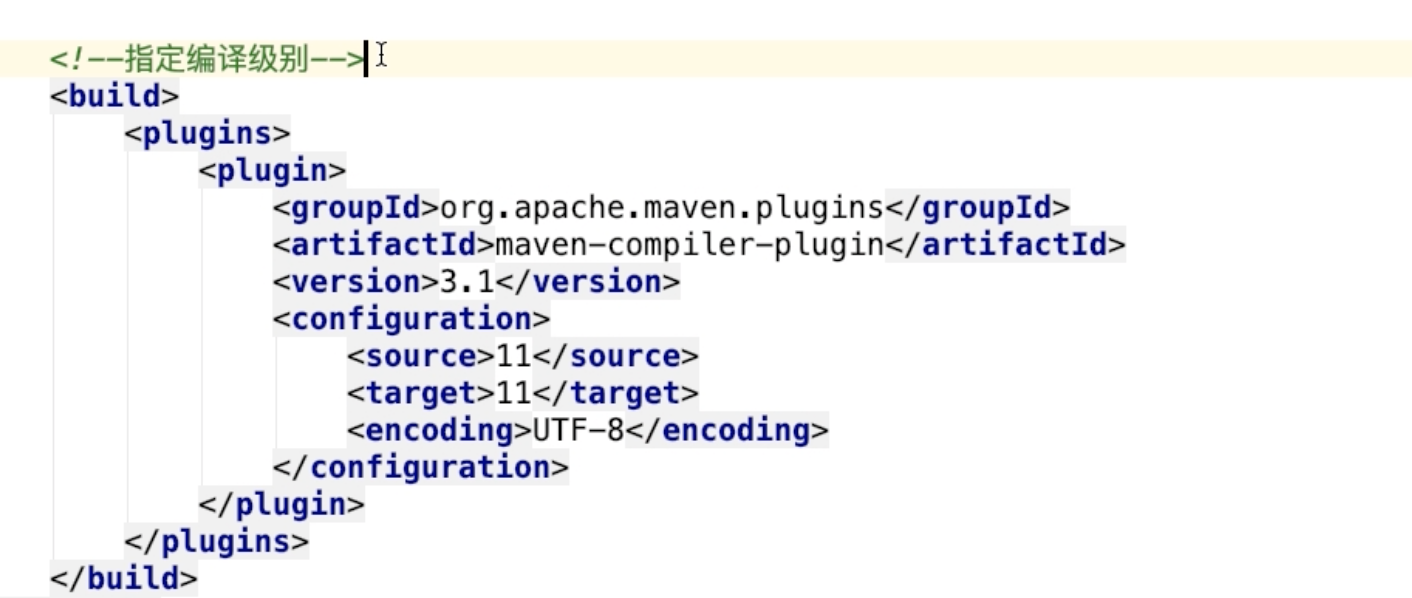 <!--指定编译级别-->
<build>
<plugins>
<plugin>
<groupId>org.apache.maven.plugins</groupId>
<artifactId>maven-compiler-plugin</artifactId>
<version>3.1</version>
<configuration>
<source>11</source>
<target>11</target>
<encoding>UTF-8</encoding>
</configuration>
</plugin>
</plugins>
</build>